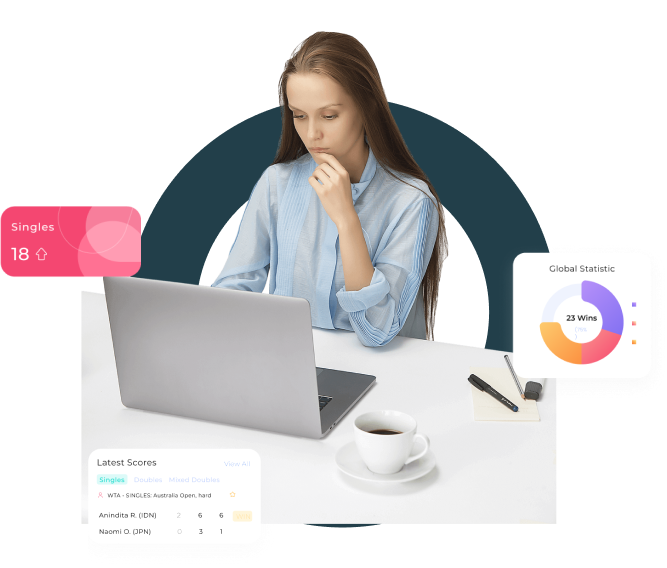 Singles
18
Global Statistic
23 Wins
Latest Scores
View All
Singles Doubles Mixed Doubles
WTA - SINGLES: Australia Open, hard
Anindita R. (IDN) 2 6 6
Naomi O. (JPN) 0 3 1